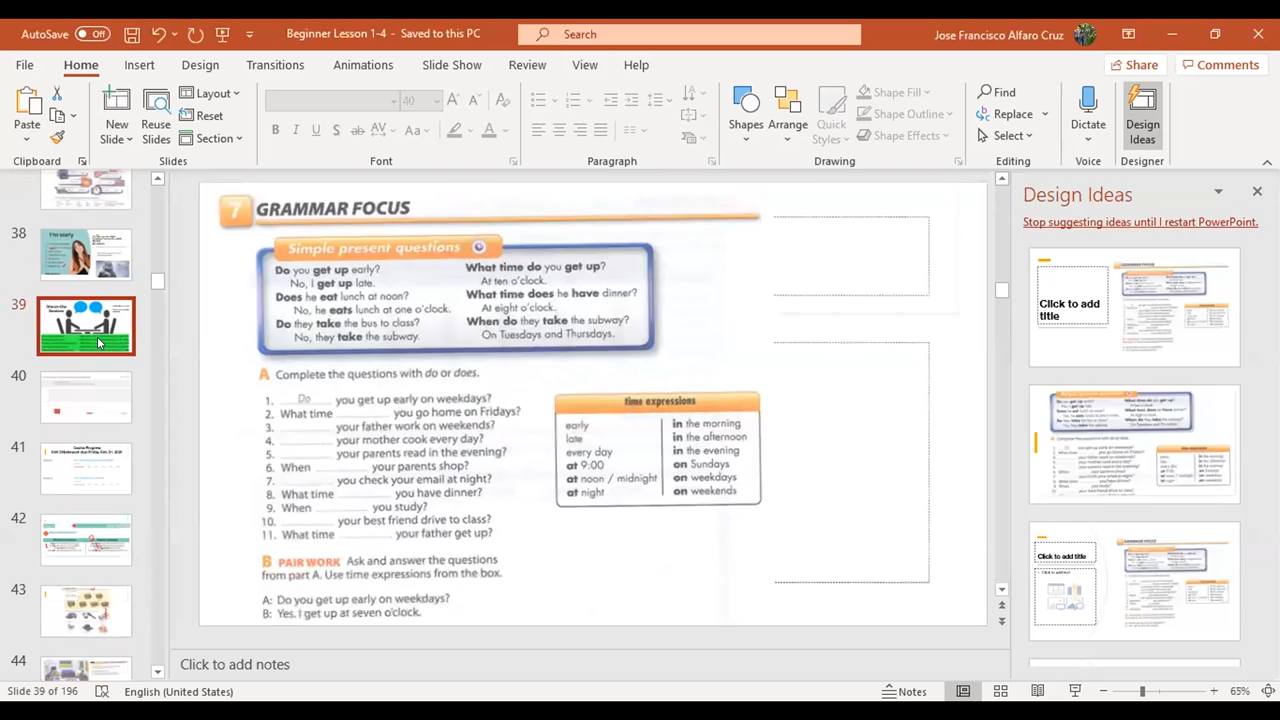 AutoSave Off
Beginner Lesson 1-4 - Saved to this PC
Search
Jose Francisco Alfaro Cruz
File Home Insert Design Transitions Animations Slide Show Review View Help
Share Comments
Paste
New Slide
Reuse Slides
Layout
Reset
Section
40
Shapes Arrange Quick Styles
Shape Fill
Shape Outline
Shape Effects
Find
Replace
Select
Dictate
Design Ideas
Clipboard Slides Font Paragraph Drawing Editing Voice Designer
38
39
40
41
42
43
44
7 GRAMMAR FOCUS
Simple present questions
Do you get up early?
No, I get up late.
Does he eat lunch at noon?
No, he eats lunch at one o'clock.
Do they take the bus to class?
No, they take the subway.
What time do you get up?
At ten o'clock.
What time does he have dinner?
At eight o'clock.
When do they take the subway?
On Tuesdays and Thursdays.
A Complete the questions with do or does.
1. Do you get up early on weekdays?
2. What time you go home on Fridays?
3. your father work on weekends?
4. your mother cook every day?
5. your parents read in the evening?
6. When your parents shop?
7. you check your email at night?
8. What time you have dinner?
9. When you study?
10. your best friend drive to class?
11. What time your father get up?
time expressions
early
late
every day
at 9:00
at noon / midnight
at night
in the morning
in the afternoon
in the evening
on Sundays
on weekdays
on weekends
B PAIR WORK Ask and answer the questions
from part A. Use time expressions from the box.
A: Do you get up early on weekdays?
B: Yes. I get up at seven o'clock.
Click to add notes
Design Ideas
Stop suggesting ideas until I restart PowerPoint.
Click to add title
Click to add title
Slide 39 of 196
English (United States)
Notes
65%